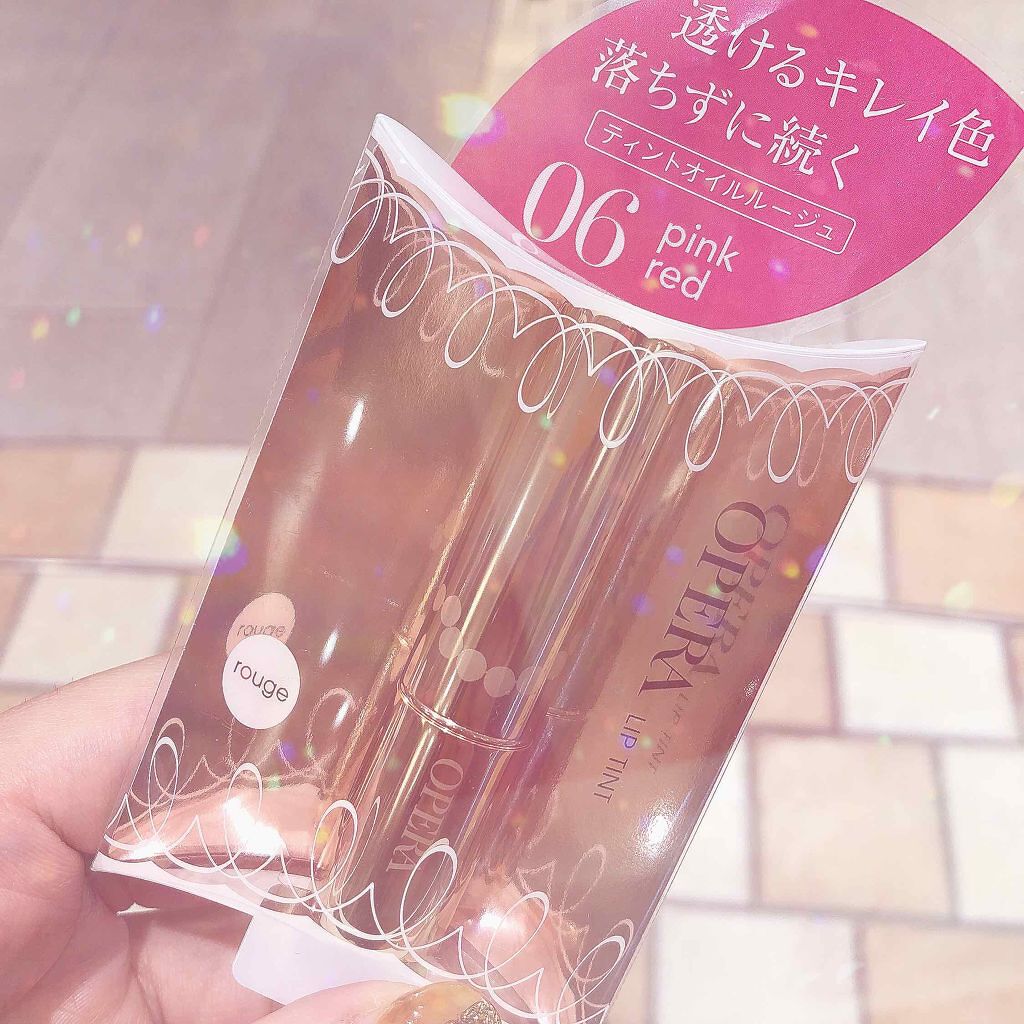 透けるキレイ色
落ちずに続く
ティントオイルルージュ
06
pink
red
OPERA
LIP TINT
rouge
rouge
OPERA
OPERA
LIP TINT